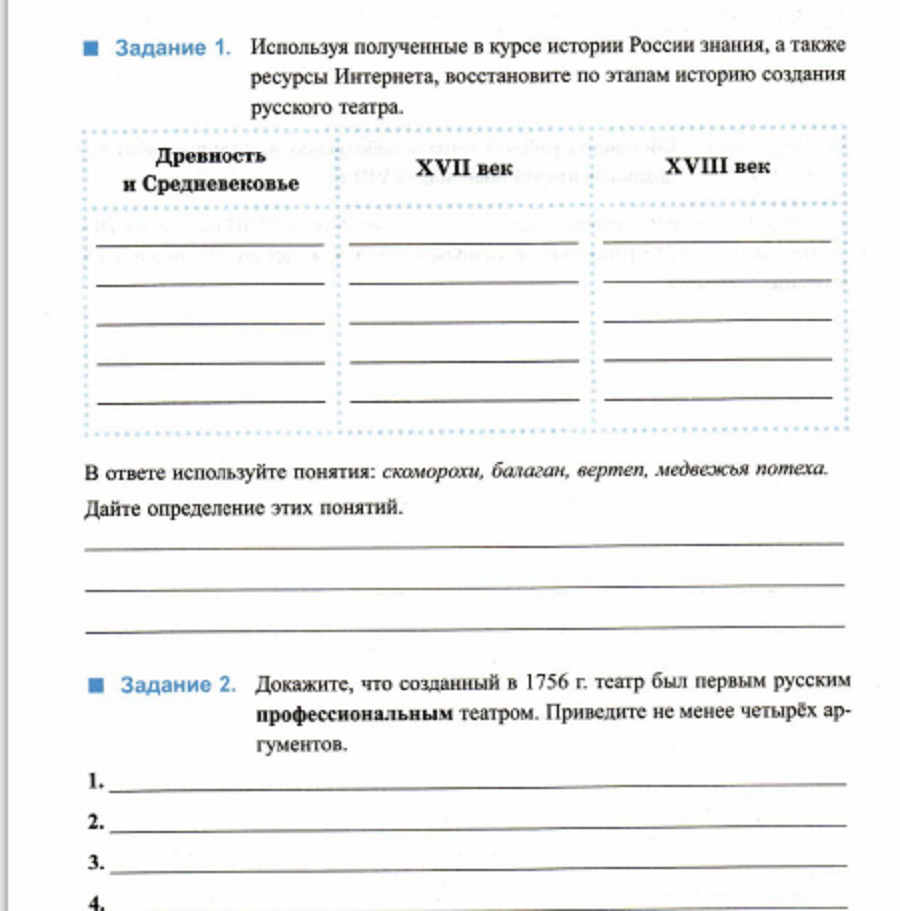 Задание 1. Используя полученные в курсе истории России знания, а также
ресурсы Интернета, восстановите по этапам историю создания
русского театра.
Древность
и Средневековье
XVII век
XVIII век
В ответе используйте понятия: скоморохи, балаган, вертеп, медвежья потеха.
Дайте определение этих понятий.
Задание 2. Докажите, что созданный в 1756 г. театр был первым русским
профессиональным театром. Приведите не менее четырёх ар-
гументов.
1.
2.
3.
4.